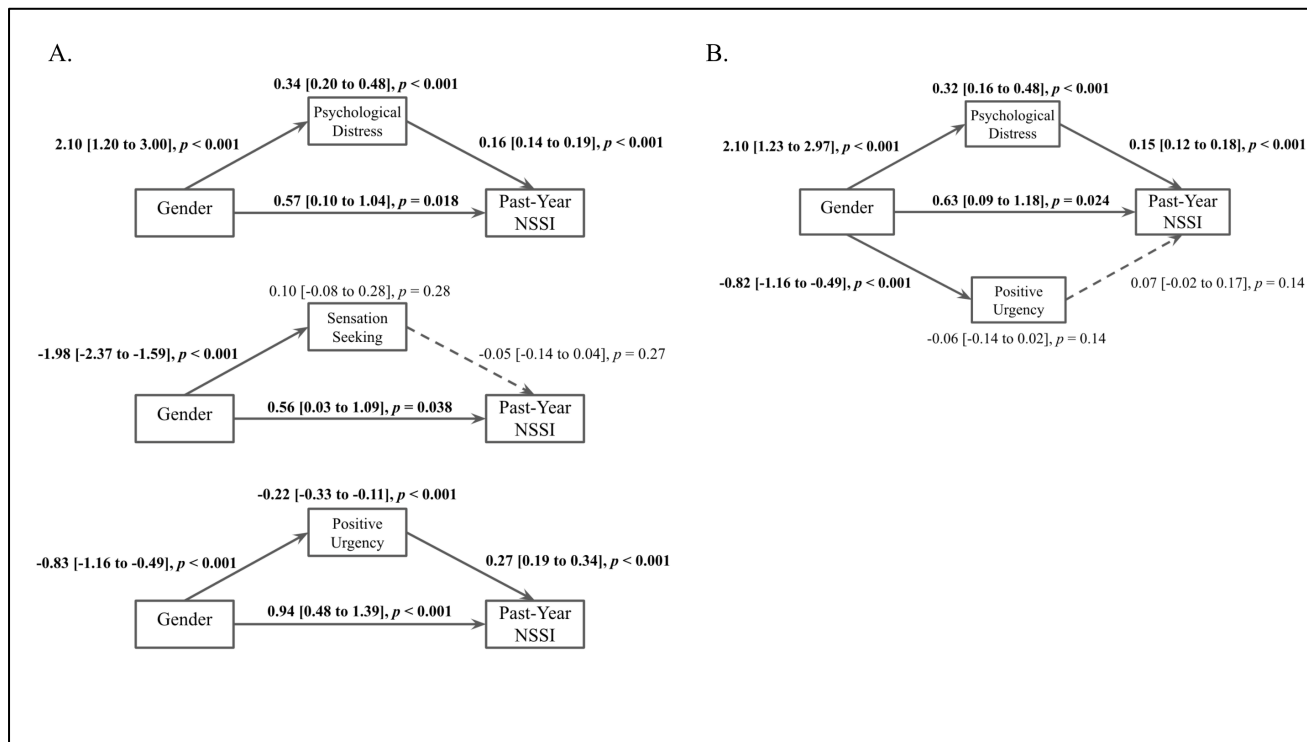 A.
0.34 [0.20 to 0.48], p < 0.001
Psychological
Distress
2.10 [1.20 to 3.00], p < 0.001
0.16 [0.14 to 0.19], p < 0.001
Gender
0.57 [0.10 to 1.04], p = 0.018
Past-Year
NSSI
0.10 [-0.08 to 0.28], p = 0.28
Sensation
Seeking
-1.98 [-2.37 to -1.59], p < 0.001
-0.05 [-0.14 to 0.04], p = 0.27
Gender
0.56 [0.03 to 1.09], p = 0.038
Past-Year
NSSI
-0.22 [-0.33 to -0.11], p < 0.001
Positive
Urgency
-0.83 [-1.16 to -0.49], p < 0.001
0.27 [0.19 to 0.34], p < 0.001
Gender
0.94 [0.48 to 1.39], p < 0.001
Past-Year
NSSI
B.
0.32 [0.16 to 0.48], p < 0.001
Psychological
Distress
2.10 [1.23 to 2.97], p < 0.001
0.15 [0.12 to 0.18], p < 0.001
Gender
0.63 [0.09 to 1.18], p = 0.024
Past-Year
NSSI
-0.82 [-1.16 to -0.49], p < 0.001
0.07 [-0.02 to 0.17], p = 0.14
Positive
Urgency
-0.06 [-0.14 to 0.02], p = 0.14